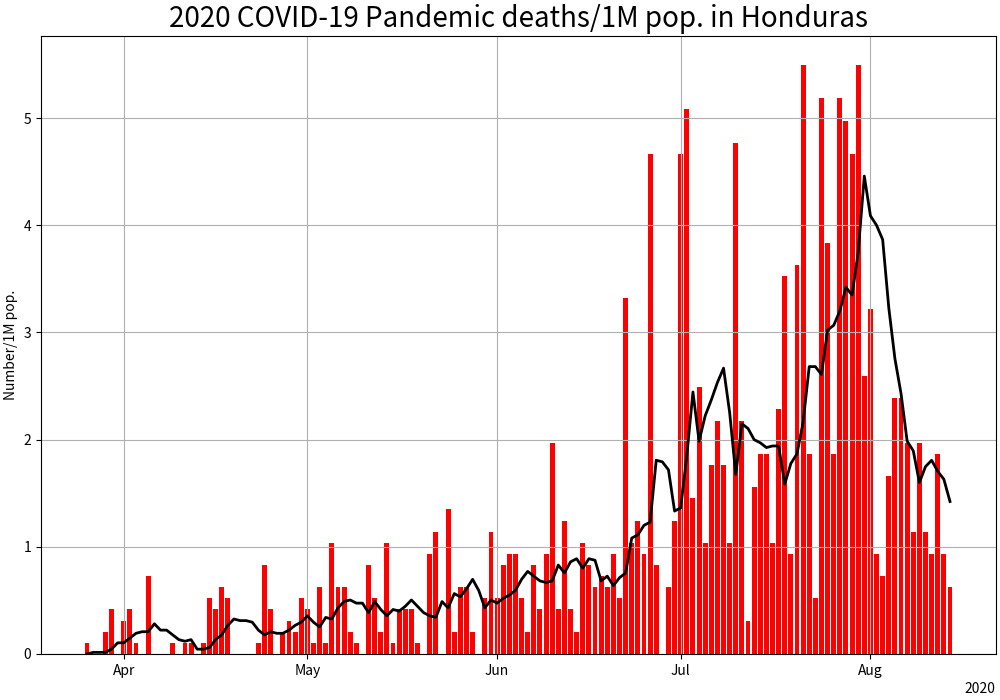 2020 COVID-19 Pandemic deaths/1M pop. in Honduras
Number/1M pop.
5
4
3
2
1
0
Apr
May
Jun
Jul
Aug
2020